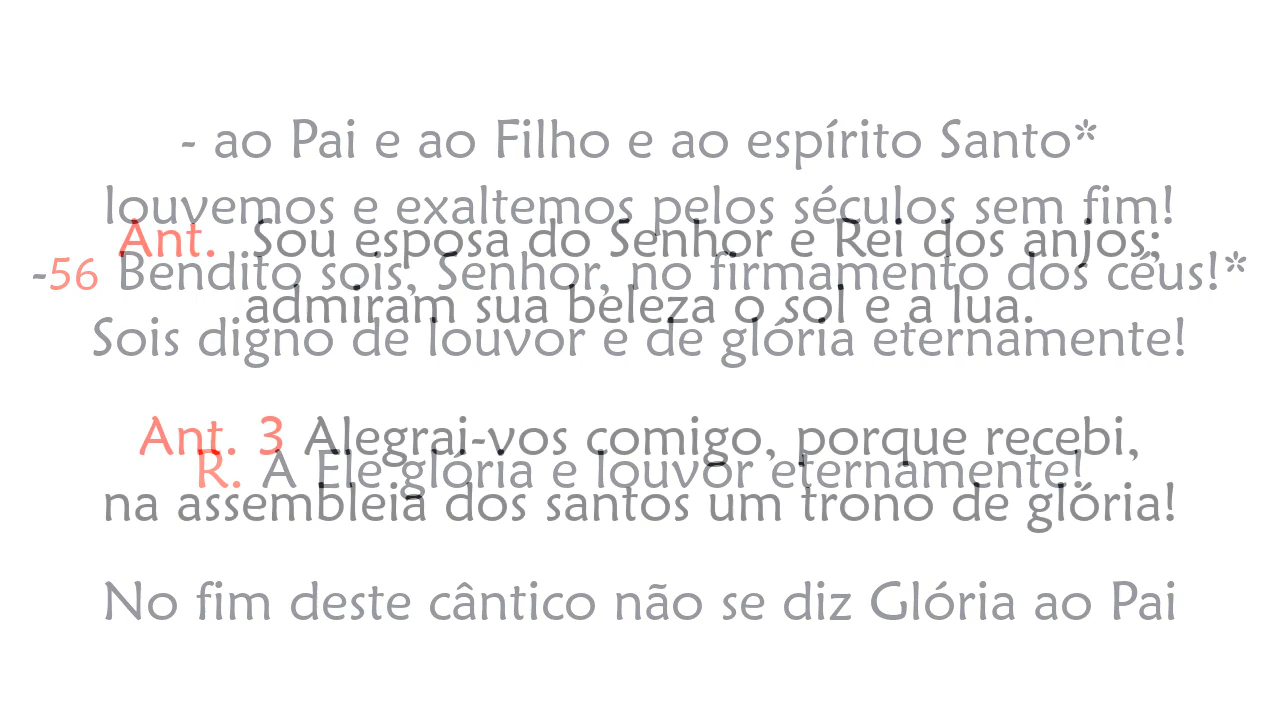 - ao Pai e ao Filho e ao espírito Santo*
louvemos e exaltemos pelos séculos sem fim!
Ant. Sou esposa do Senhor e Rei dos anjos;
-56 Bendito sois, Senhor, no firmamento dos céus!*
admiram sua beleza o sol e a lua.
Sois digno de louvor e de glória eternamente!
Ant. 3 Alegrai-vos comigo, porque recebi,
R. A Ele glória e louvor eternamente!
na assembleia dos santos um trono de glória!
No fim deste cântico não se diz Glória ao Pai